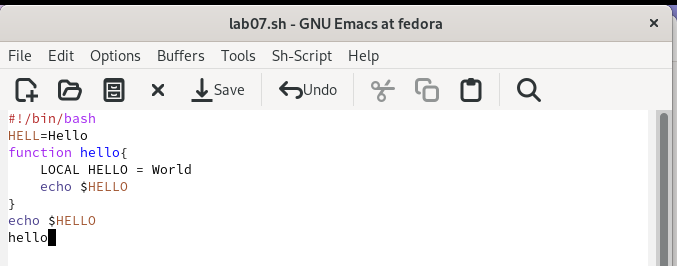 lab07.sh - GNU Emacs at fedora
File Edit Options Buffers Tools Sh-Script Help
Save Undo
#!/bin/bash
HELL=Hello
function hello{
    LOCAL HELLO = World
    echo $HELLO
}
echo $HELLO
hello